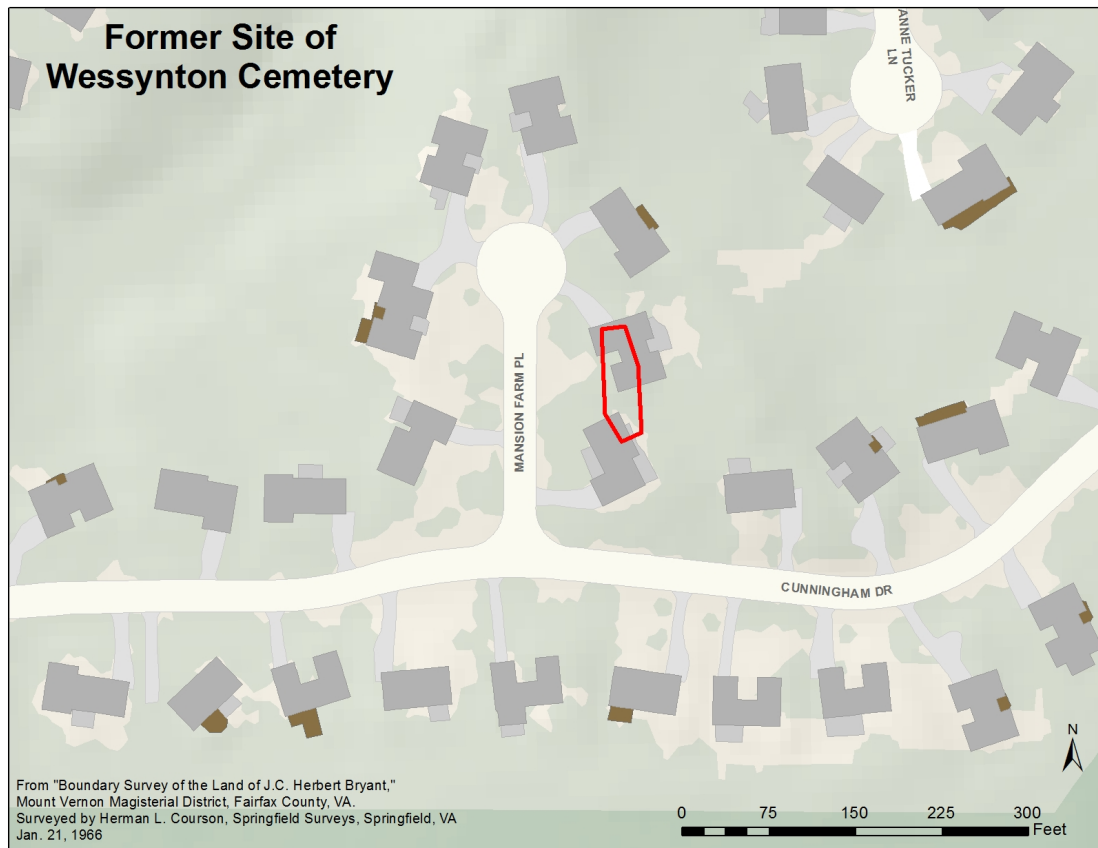 Former Site of
Wessynton Cemetery
ANNE TUCKER
LN
MANSION FARM PL
CUNNINGHAM DR
N
From "Boundary Survey of the Land of J.C. Herbert Bryant,"
Mount Vernon Magisterial District, Fairfax County, VA.
Surveyed by Herman L. Courson, Springfield Surveys, Springfield, VA
Jan. 21, 1966
0 75 150 225 300
Feet